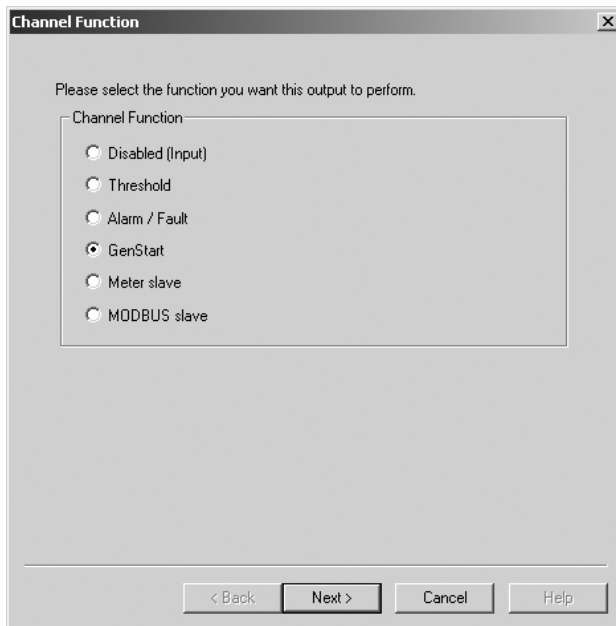 Channel Function
Please select the function you want this output to perform.
Channel Function
Disabled (Input)
Threshold
Alarm / Fault
GenStart
Meter slave
MODBUS slave
< Back Next > Cancel Help